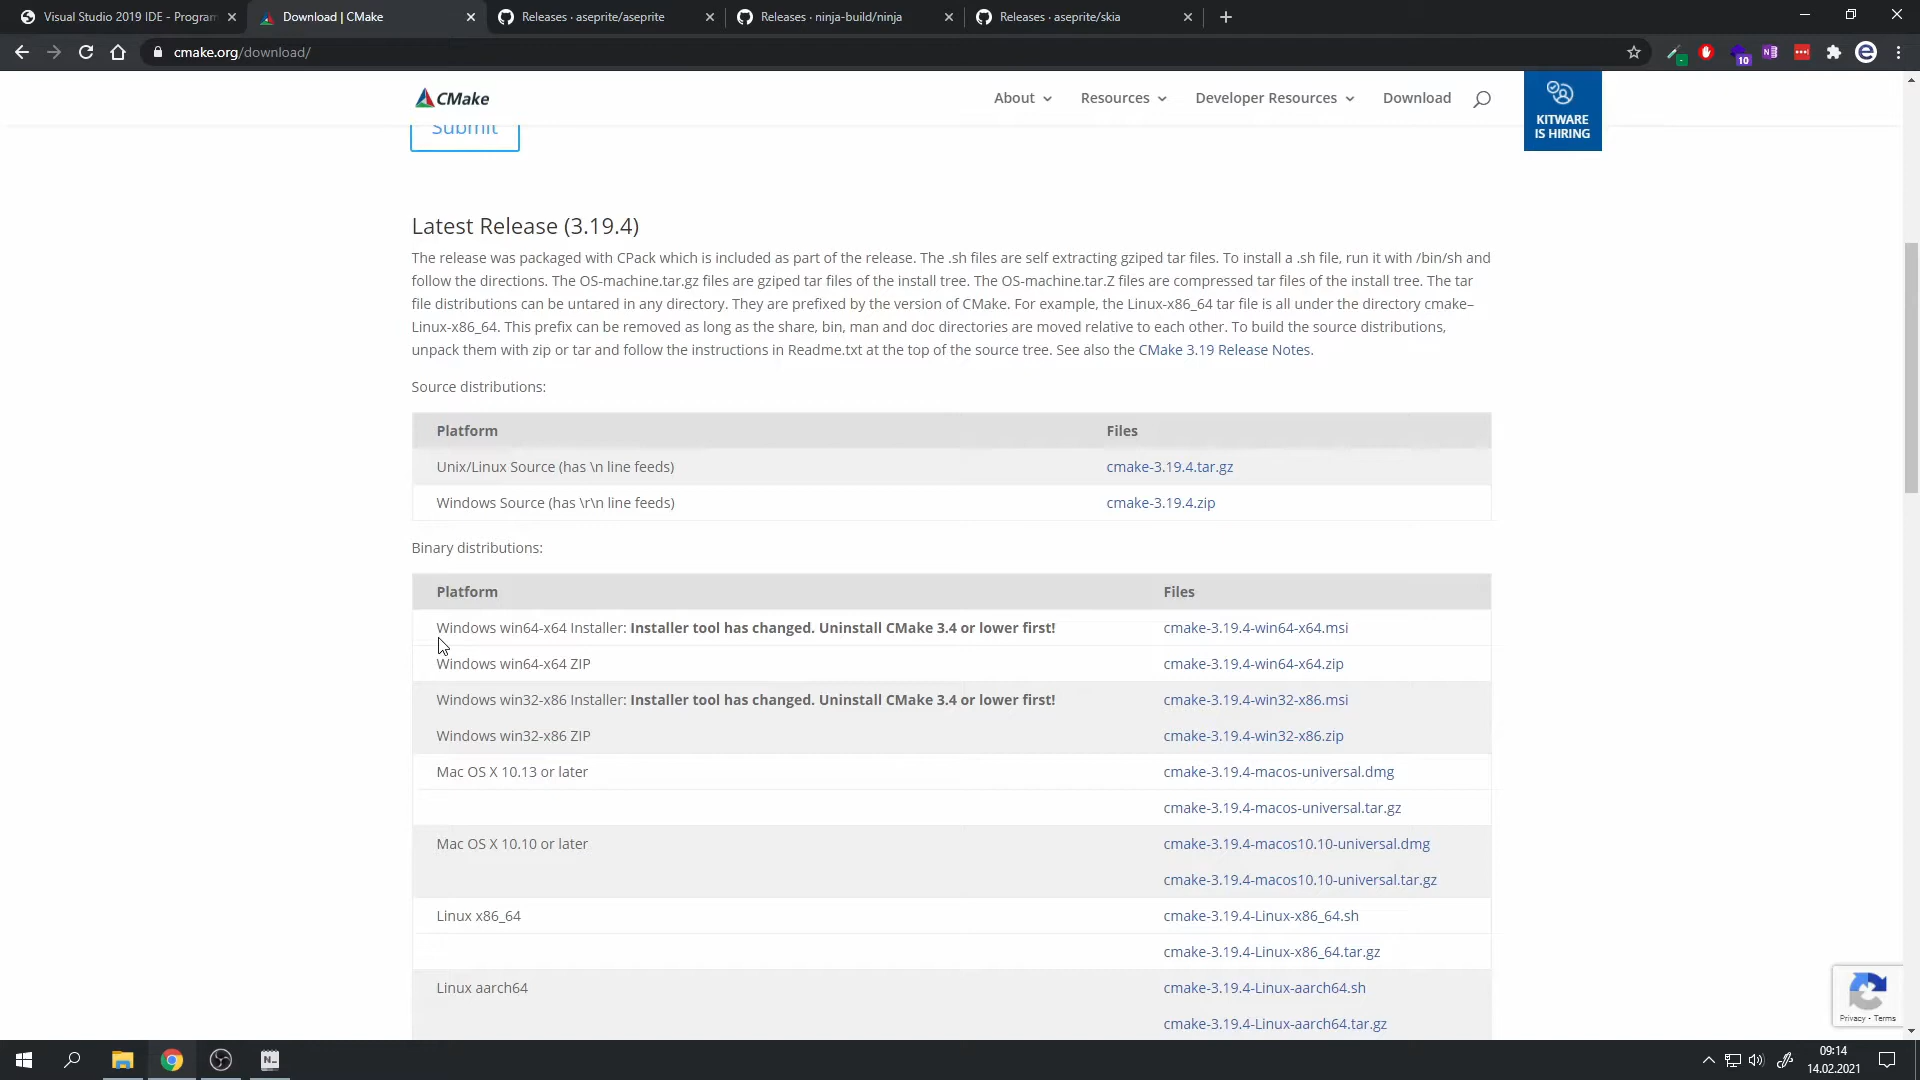 Visual Studio 2019 IDE - Program
Download | CMake
Releases · aseprite/aseprite
Releases · ninja-build/ninja
Releases · aseprite/skia
cmake.org/download/
10
CMake
About
Resources
Developer Resources
Download
KITWARE
IS HIRING
Submit
Latest Release (3.19.4)
The release was packaged with CPack which is included as part of the release. The .sh files are self extracting gziped tar files. To install a .sh file, run it with /bin/sh and
follow the directions. The OS-machine.tar.gz files are gziped tar files of the install tree. The OS-machine.tar.Z files are compressed tar files of the install tree. The tar
file distributions can be untared in any directory. They are prefixed by the version of CMake. For example, the Linux-x86_64 tar file is all under the directory cmake–
Linux-x86_64. This prefix can be removed as long as the share, bin, man and doc directories are moved relative to each other. To build the source distributions,
unpack them with zip or tar and follow the instructions in Readme.txt at the top of the source tree. See also the CMake 3.19 Release Notes.
Source distributions:
Platform Files
Unix/Linux Source (has \n line feeds) cmake-3.19.4.tar.gz
Windows Source (has \r\n line feeds) cmake-3.19.4.zip
Binary distributions:
Platform Files
Windows win64-x64 Installer: Installer tool has changed. Uninstall CMake 3.4 or lower first! cmake-3.19.4-win64-x64.msi
Windows win64-x64 ZIP cmake-3.19.4-win64-x64.zip
Windows win32-x86 Installer: Installer tool has changed. Uninstall CMake 3.4 or lower first! cmake-3.19.4-win32-x86.msi
Windows win32-x86 ZIP cmake-3.19.4-win32-x86.zip
Mac OS X 10.13 or later cmake-3.19.4-macos-universal.dmg
cmake-3.19.4-macos-universal.tar.gz
Mac OS X 10.10 or later cmake-3.19.4-macos10.10-universal.dmg
cmake-3.19.4-macos10.10-universal.tar.gz
Linux x86_64 cmake-3.19.4-Linux-x86_64.sh
cmake-3.19.4-Linux-x86_64.tar.gz
Linux aarch64 cmake-3.19.4-Linux-aarch64.sh
cmake-3.19.4-Linux-aarch64.tar.gz
Privacy - Terms
09:14
14.02.2021